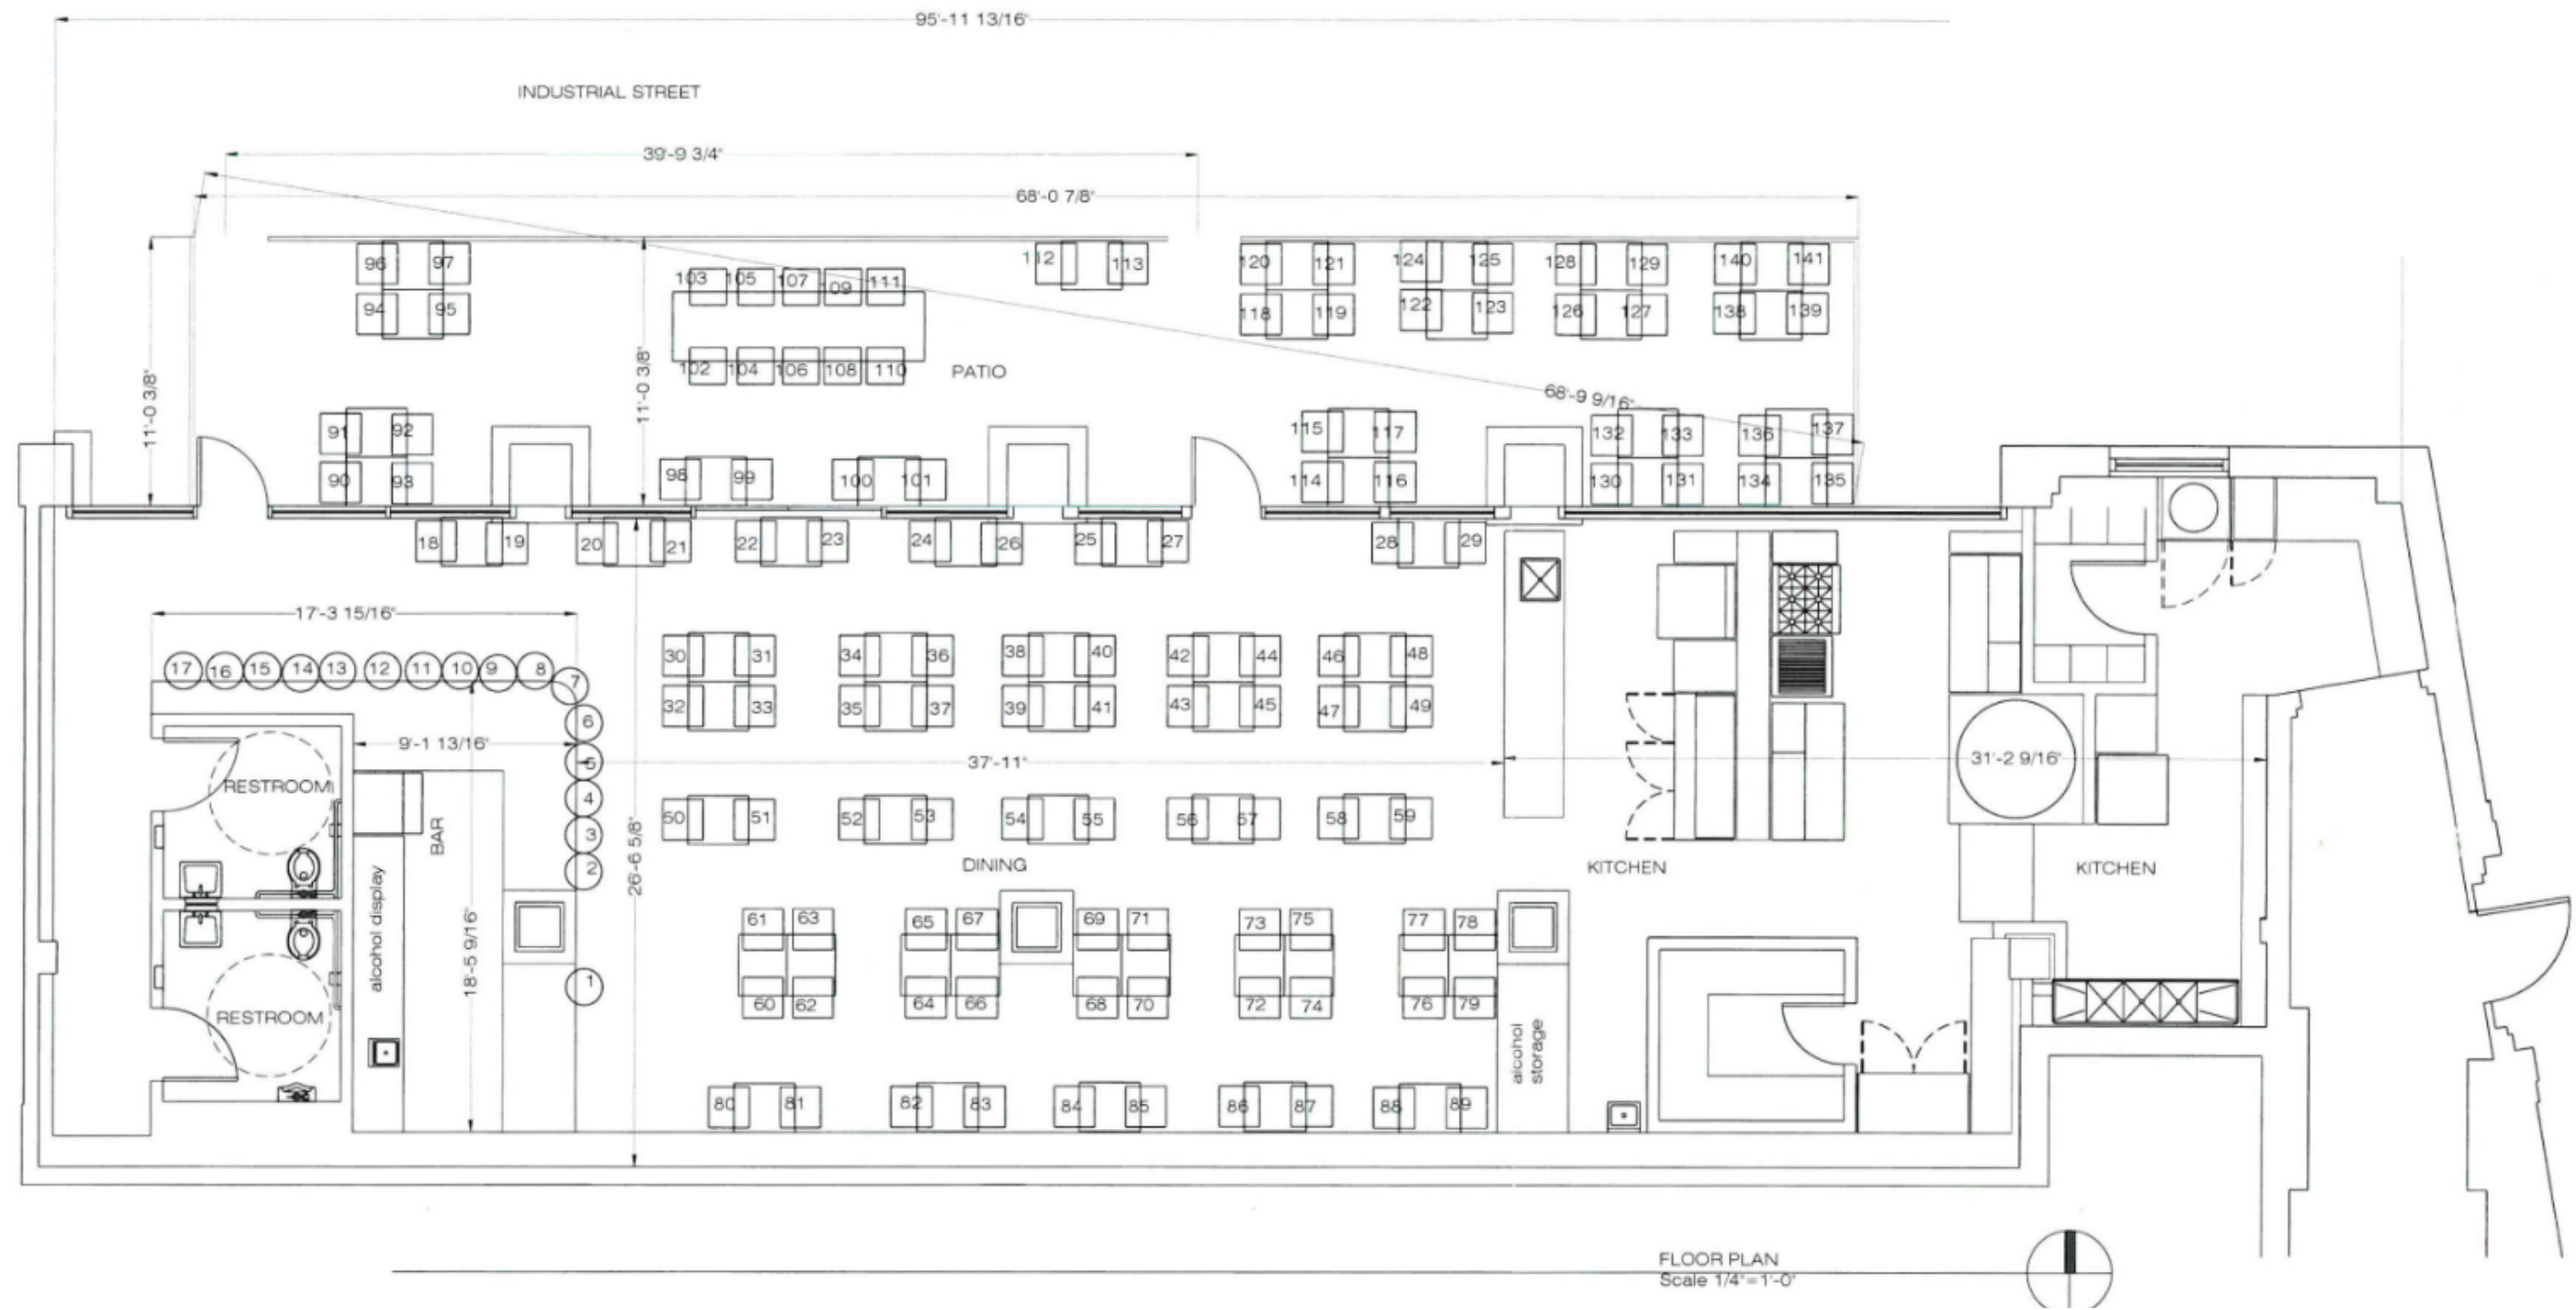 95'-11 13/16"
INDUSTRIAL STREET
39'-9 3/4"
68'-0 7/8"
96 97
94 95
103 105 107 109 111
102 104 106 108 110
112 113
120 121 124 125 128 129 140 141
118 119 122 123 126 127 138 139
11'-0 3/8"
11'-0 3/8"
PATIO
68'-9 9/16"
91 92
90 93
98 99 100 101
115 117
114 116
132 133 136 137
130 131 134 135
18 19 20 21 22 23 24 26 25 27 28 29
17'-3 15/16"
17 16 15 14 13 12 11 10 9 8 7
6
5
4
3
2
1
30 31 34 36 38 40 42 44 46 48
32 33 35 37 39 41 43 45 47 49
9'-1 13/16"
37'-11"
31'-2 9/16"
RESTROOM
BAR
alcohol display
18'-5 9/16"
26'-6 5/8"
50 51 52 53 54 55 56 57 58 59
DINING
KITCHEN
KITCHEN
61 63 65 67 69 71 73 75 77 78
60 62 64 66 68 70 72 74 76 79
RESTROOM
alcohol
storage
80 81 82 83 84 85 86 87 88 89
FLOOR PLAN
Scale 1/4"=1'-0"